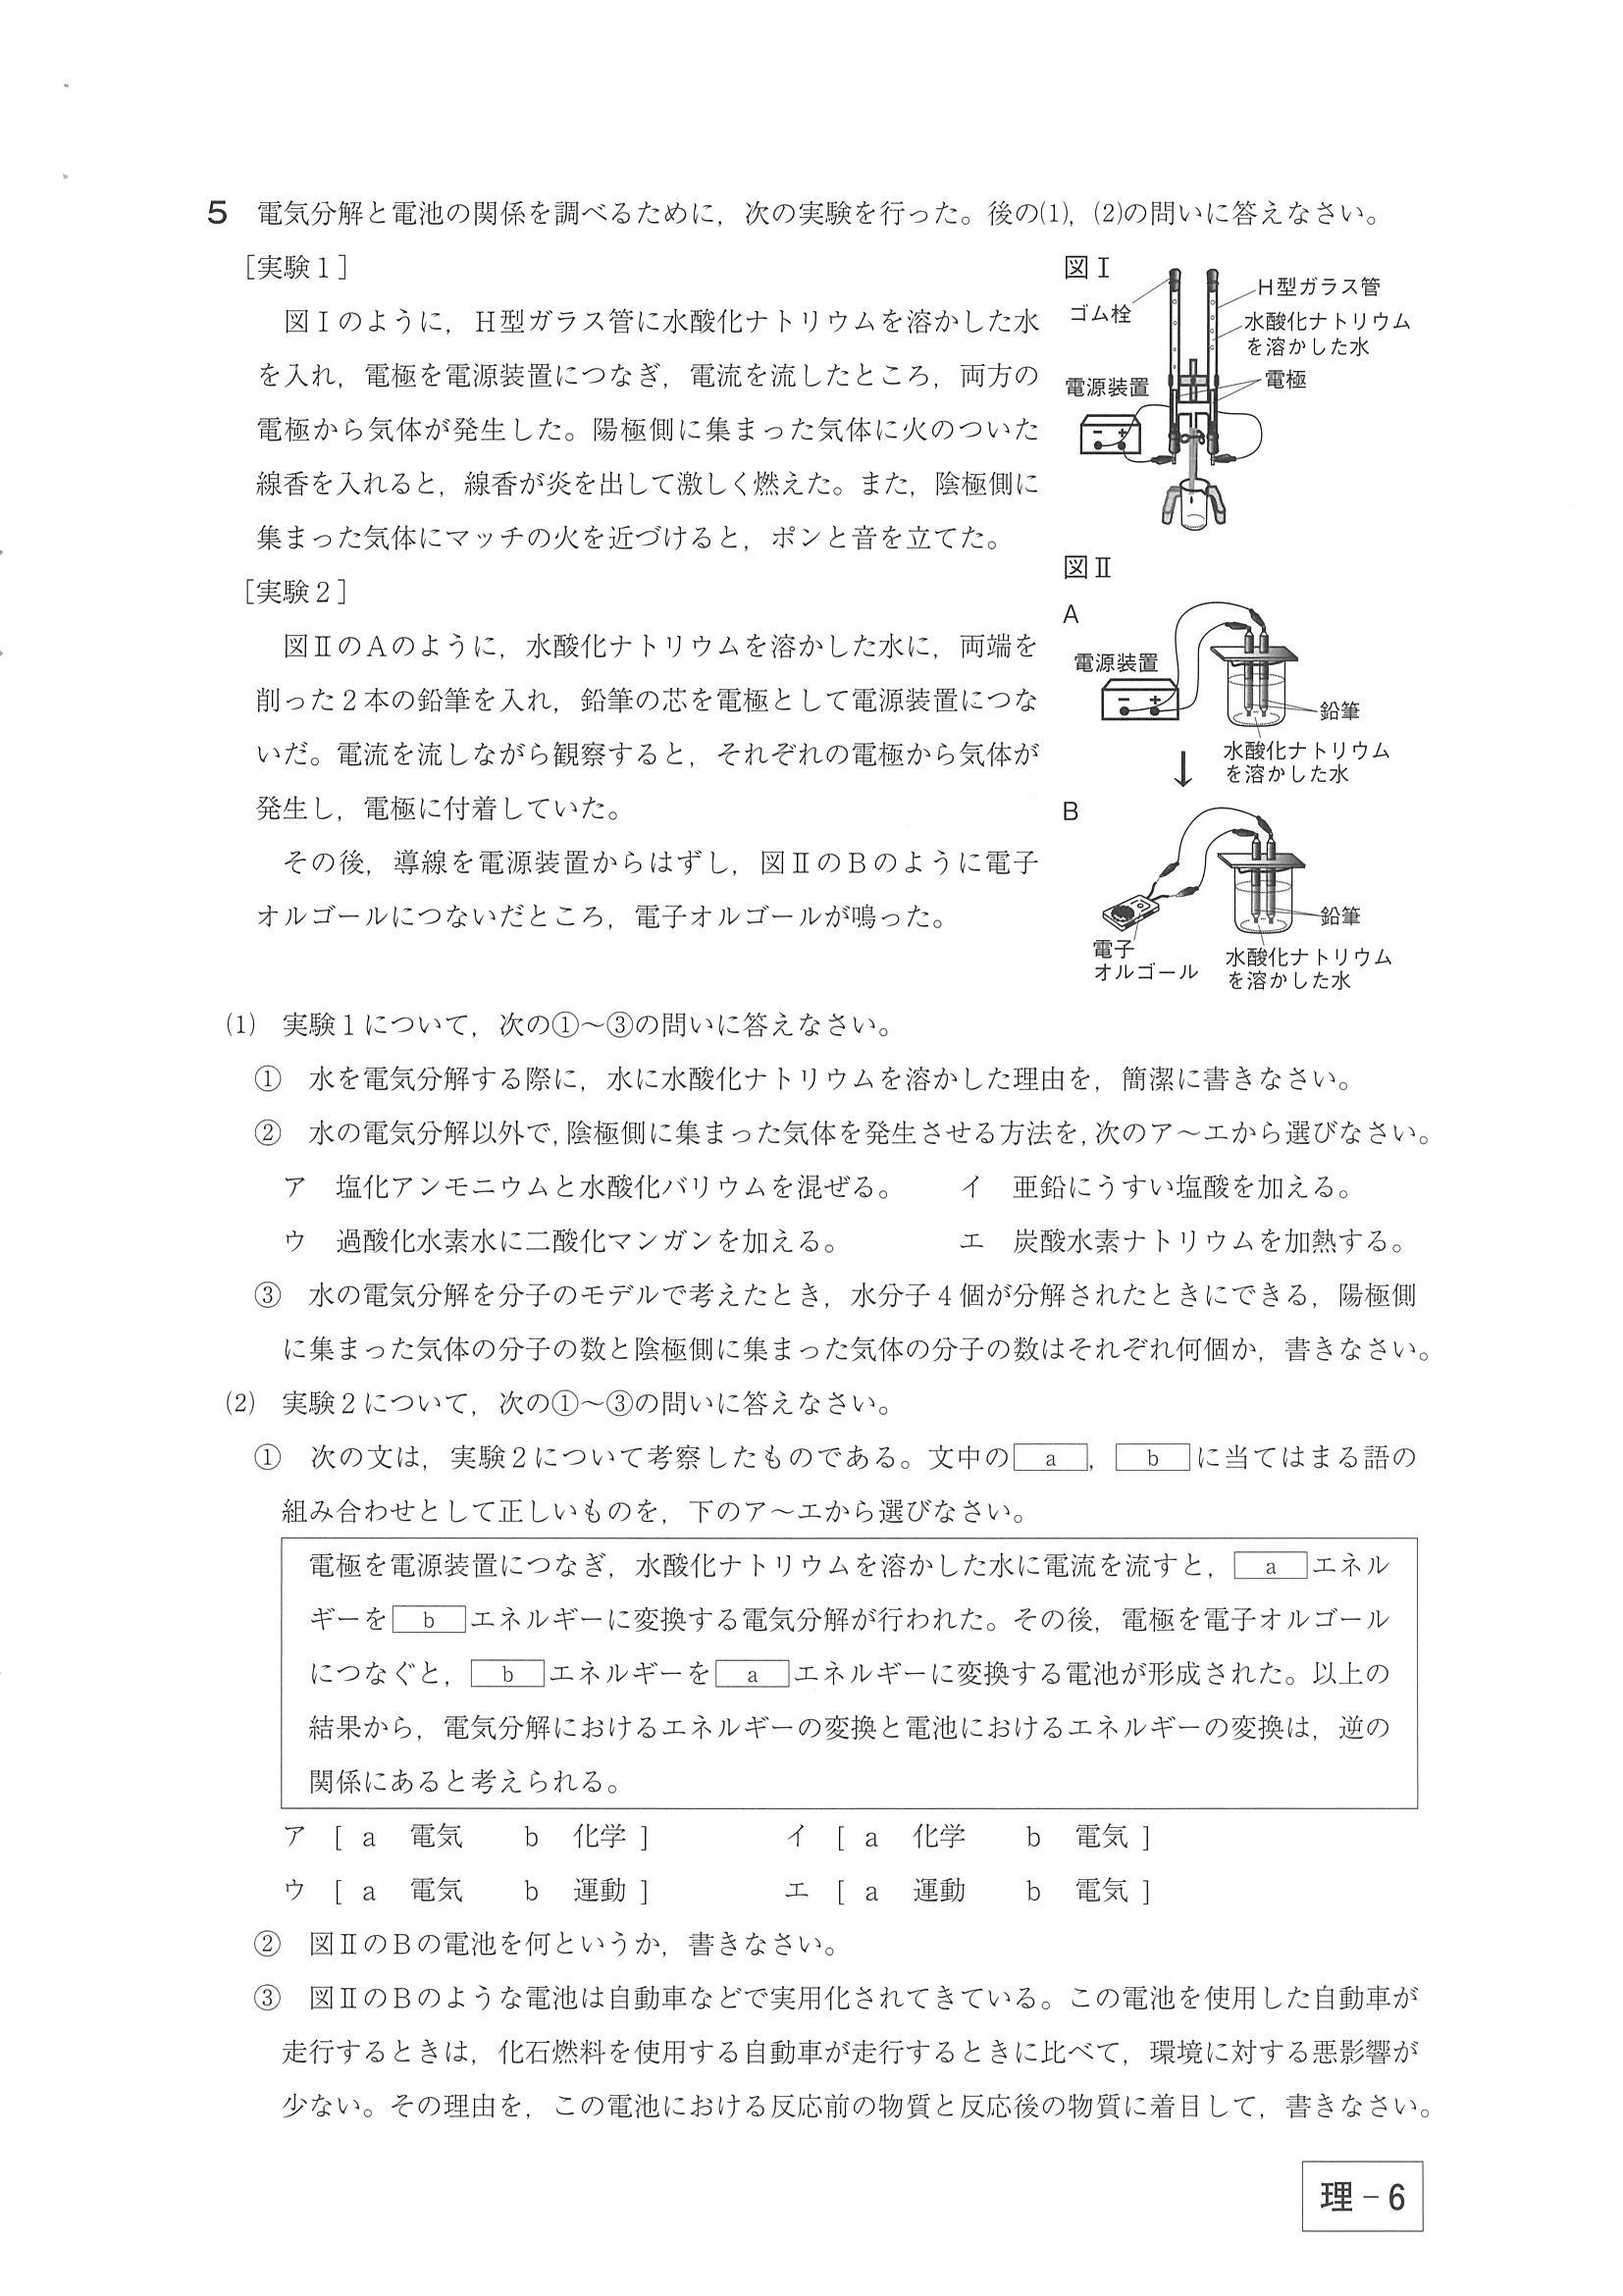 5 電気分解と電池の関係を調べるために，次の実験を行った。後の⑴，⑵の問いに答えなさい。
［実験１］
図Ⅰのように，Ｈ型ガラス管に水酸化ナトリウムを溶かした水
を入れ，電極を電源装置につなぎ，電流を流したところ，両方の
電極から気体が発生した。陽極側に集まった気体に火のついた
線香を入れると，線香が炎を出して激しく燃えた。また，陰極側に
集まった気体にマッチの火を近づけると，ポンと音を立てた。
図Ⅰ
ゴム栓
Ｈ型ガラス管
水酸化ナトリウム
を溶かした水
電極
電源装置
－ ＋
［実験２］
図ⅡのＡのように，水酸化ナトリウムを溶かした水に，両端を
削った２本の鉛筆を入れ，鉛筆の芯を電極として電源装置につな
いだ。電流を流しながら観察すると，それぞれの電極から気体が
発生し，電極に付着していた。
その後，導線を電源装置からはずし，図ⅡのＢのように電子
オルゴールにつないだところ，電子オルゴールが鳴った。
図Ⅱ
A
電源装置
－ ＋
鉛筆
水酸化ナトリウム
を溶かした水
↓
B
鉛筆
電子
オルゴール
水酸化ナトリウム
を溶かした水
⑴ 実験１について，次の①～③の問いに答えなさい。
① 水を電気分解する際に，水に水酸化ナトリウムを溶かした理由を，簡潔に書きなさい。
② 水の電気分解以外で，陰極側に集まった気体を発生させる方法を，次のア～エから選びなさい。
ア 塩化アンモニウムと水酸化バリウムを混ぜる。 イ 亜鉛にうすい塩酸を加える。
ウ 過酸化水素水に二酸化マンガンを加える。 エ 炭酸水素ナトリウムを加熱する。
③ 水の電気分解を分子のモデルで考えたとき，水分子４個が分解されたときにできる，陽極側
に集まった気体の分子の数と陰極側に集まった気体の分子の数はそれぞれ何個か，書きなさい。
⑵ 実験２について，次の①～③の問いに答えなさい。
① 次の文は，実験２について考察したものである。文中の a ， b に当てはまる語の
組み合わせとして正しいものを，下のア～エから選びなさい。
電極を電源装置につなぎ，水酸化ナトリウムを溶かした水に電流を流すと， a エネル
ギーを b エネルギーに変換する電気分解が行われた。その後，電極を電子オルゴール
につなぐと， b エネルギーを a エネルギーに変換する電池が形成された。以上の
結果から，電気分解におけるエネルギーの変換と電池におけるエネルギーの変換は，逆の
関係にあると考えられる。
ア ［ a 電気 b 化学 ］ イ ［ a 化学 b 電気 ］
ウ ［ a 電気 b 運動 ］ エ ［ a 運動 b 電気 ］
② 図ⅡのＢの電池を何というか，書きなさい。
③ 図ⅡのＢのような電池は自動車などで実用化されてきている。この電池を使用した自動車が
走行するときは，化石燃料を使用する自動車が走行するときに比べて，環境に対する悪影響が
少ない。その理由を，この電池における反応前の物質と反応後の物質に着目して，書きなさい。
理－6